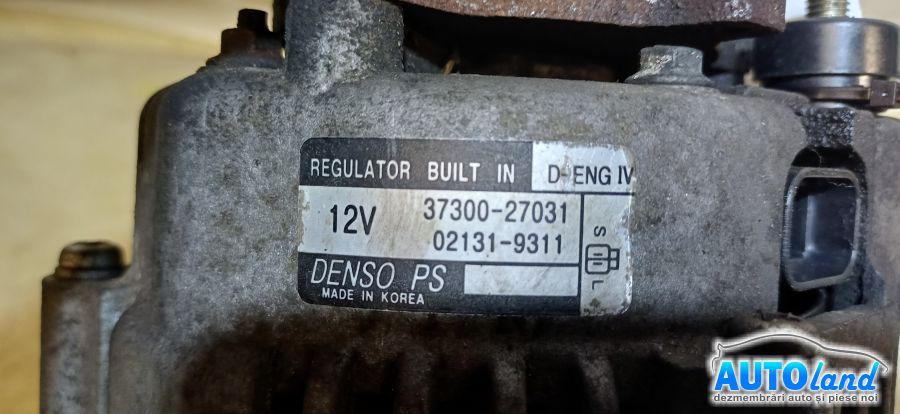 REGULATOR BUILT IN D-ENG IV
12V 37300-27031
02131-9311
S
L
DENSO PS
MADE IN KOREA
AUTOland
dezmembrări auto și piese noi